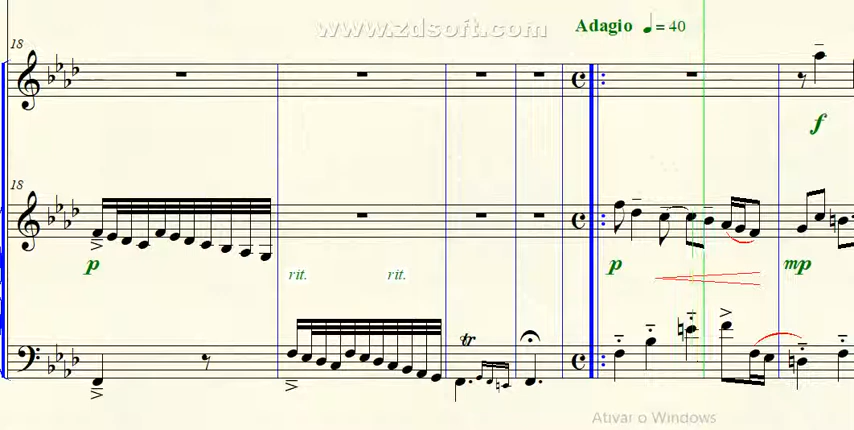 www.zdsoft.com
Adagio ♩= 40
18
f
18
p
rit.
rit.
p
mp
tr
Ativar o Windows